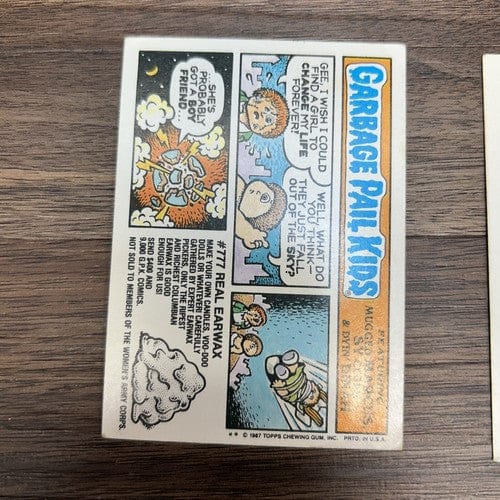 GARBAGE PAIL KIDS
FEATURING
MUGGED MARCUS
& DYIN'
GEE, I WISH I COULD
FIND A GIRL TO
CHANGE MY LIFE
FOREVER!
WELL, WHAT DO
YOU THINK,
THEY JUST FALL
OUT OF THE SKY?
...SHE'S
PROBABLY
GOT A BOY
FRIEND...
#777 REAL EARWAX
MAKE YOUR OWN CANDLES, VOO-DOO
DOLLS OR WHATEVER! CAREFULLY
GATHERED BY EXPERT EARWAX
PICKERS, ONLY THE RIPEST
AND RICHEST COLUMBIAN
EARWAX IS GOOD
ENOUGH FOR US!
SEND $400 AND
9,000 G.P.K. COMICS.
NOT SOLD TO MEMBERS OF THE WOMEN'S ARMY CORPS.
** © 1987 TOPPS CHEWING GUM, INC. PRTD. IN U.S.A.